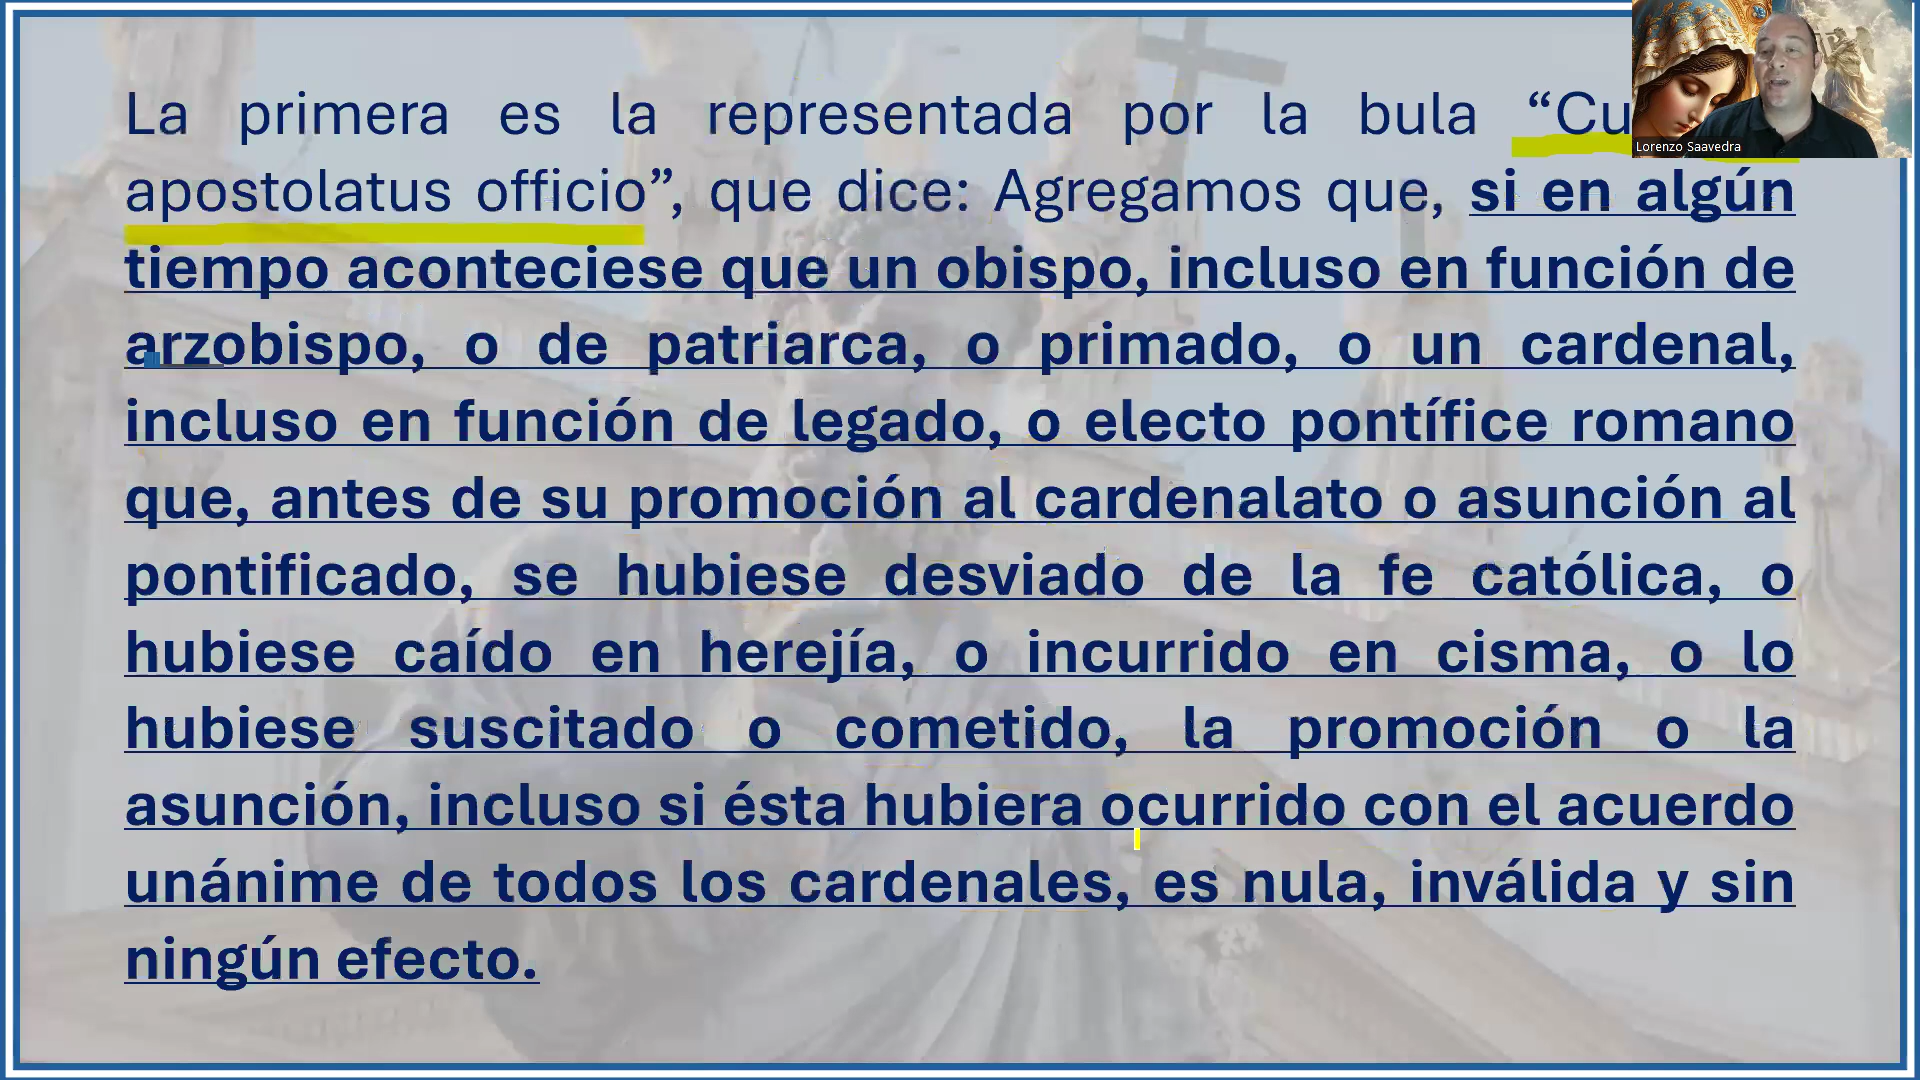 La primera es la representada por la bula “Cu
apostolatus officio”, que dice: Agregamos que, si en algún
tiempo aconteciese que un obispo, incluso en función de
arzobispo, o de patriarca, o primado, o un cardenal,
incluso en función de legado, o electo pontífice romano
que, antes de su promoción al cardenalato o asunción al
pontificado, se hubiese desviado de la fe católica, o
hubiese caído en herejía, o incurrido en cisma, o lo
hubiese suscitado o cometido, la promoción o la
asunción, incluso si ésta hubiera ocurrido con el acuerdo
unánime de todos los cardenales, es nula, inválida y sin
ningún efecto.
Lorenzo Saavedra